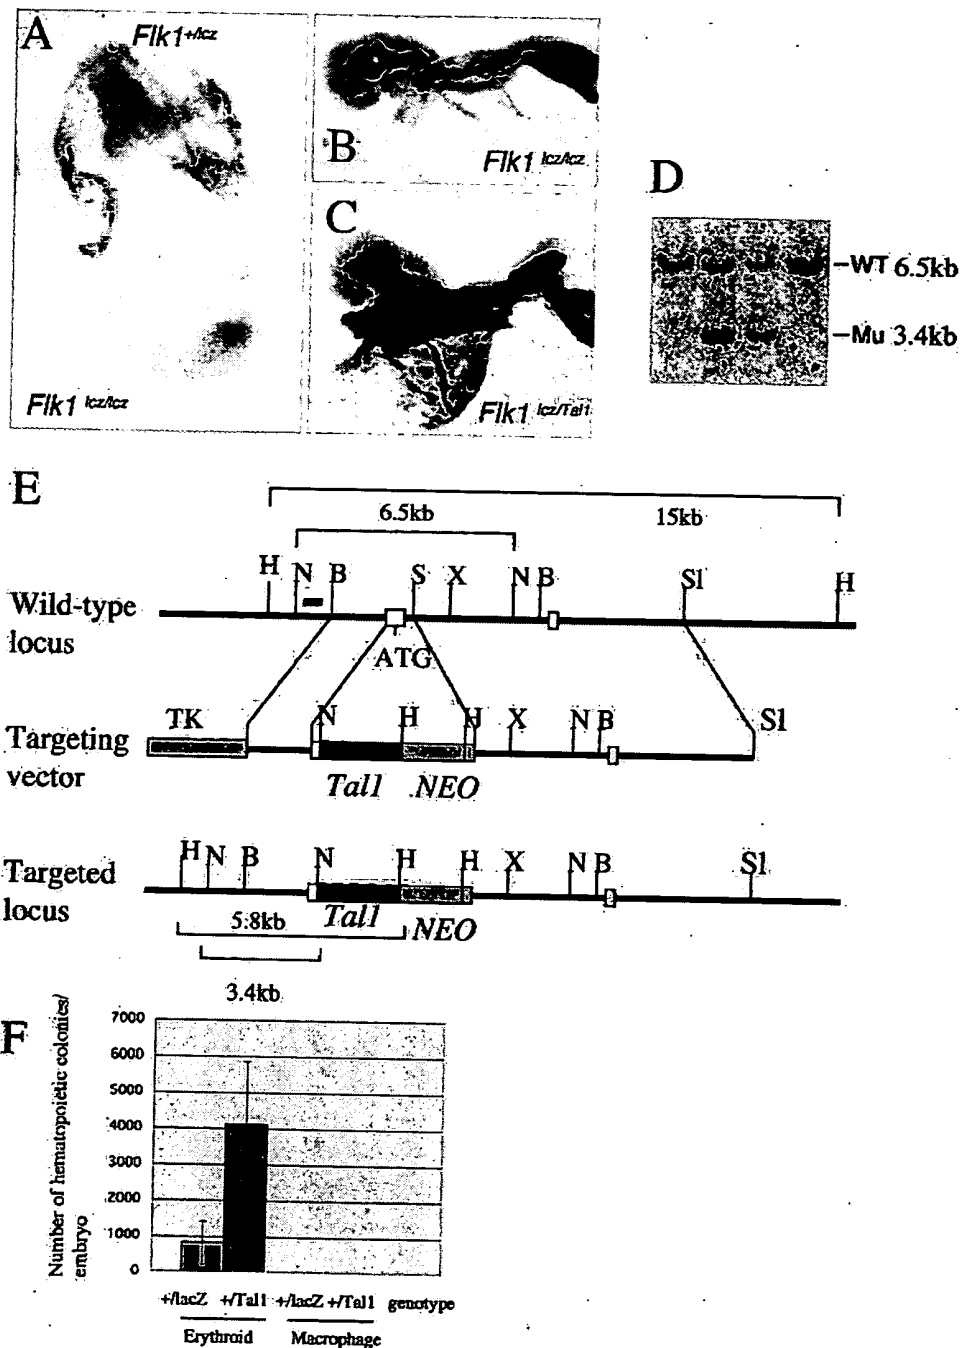 A
Flk1+/lcz
Flk1 lcz/lcz
B
Flk1 lcz/lcz
C
Flk1 lcz/Tal1
D
WT 6.5kb
Mu 3.4kb
E
6.5kb 15kb
H N B S X N B Sl H
Wild-type
locus
ATG
TK N H H X N B Sl
Targeting
vector
Tal1 NEO
H N B N H H X N B Sl
Targeted
locus
5.8kb Tal1 NEO
3.4kb
F
Number of hematopoietic colonies/
embryo
7000
6000
5000
4000
3000
2000
1000
0
+/lacZ +/Tal1 +/lacZ +/Tal1 genotype
Erythroid Macrophage